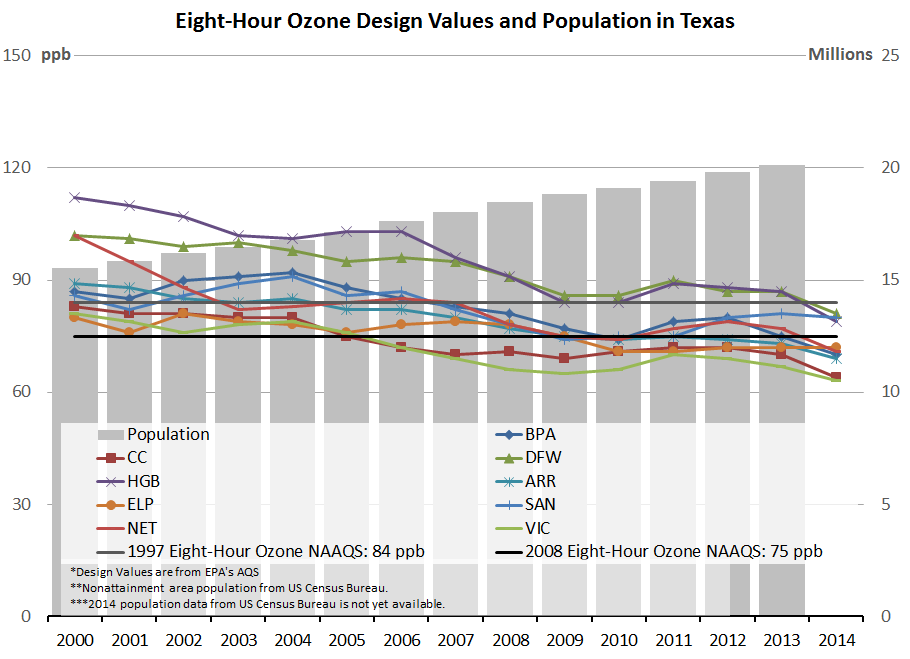 Eight-Hour Ozone Design Values and Population in Texas
150 ppb Millions 25
120 20
90 15
60 10
30 5
0 0
Population BPA
CC DFW
HGB ARR
ELP SAN
NET VIC
1997 Eight-Hour Ozone NAAQS: 84 ppb 2008 Eight-Hour Ozone NAAQS: 75 ppb
*Design Values are from EPA's AQS
**Nonattainment area population from US Census Bureau.
***2014 population data from US Census Bureau is not yet available.
2000 2001 2002 2003 2004 2005 2006 2007 2008 2009 2010 2011 2012 2013 2014